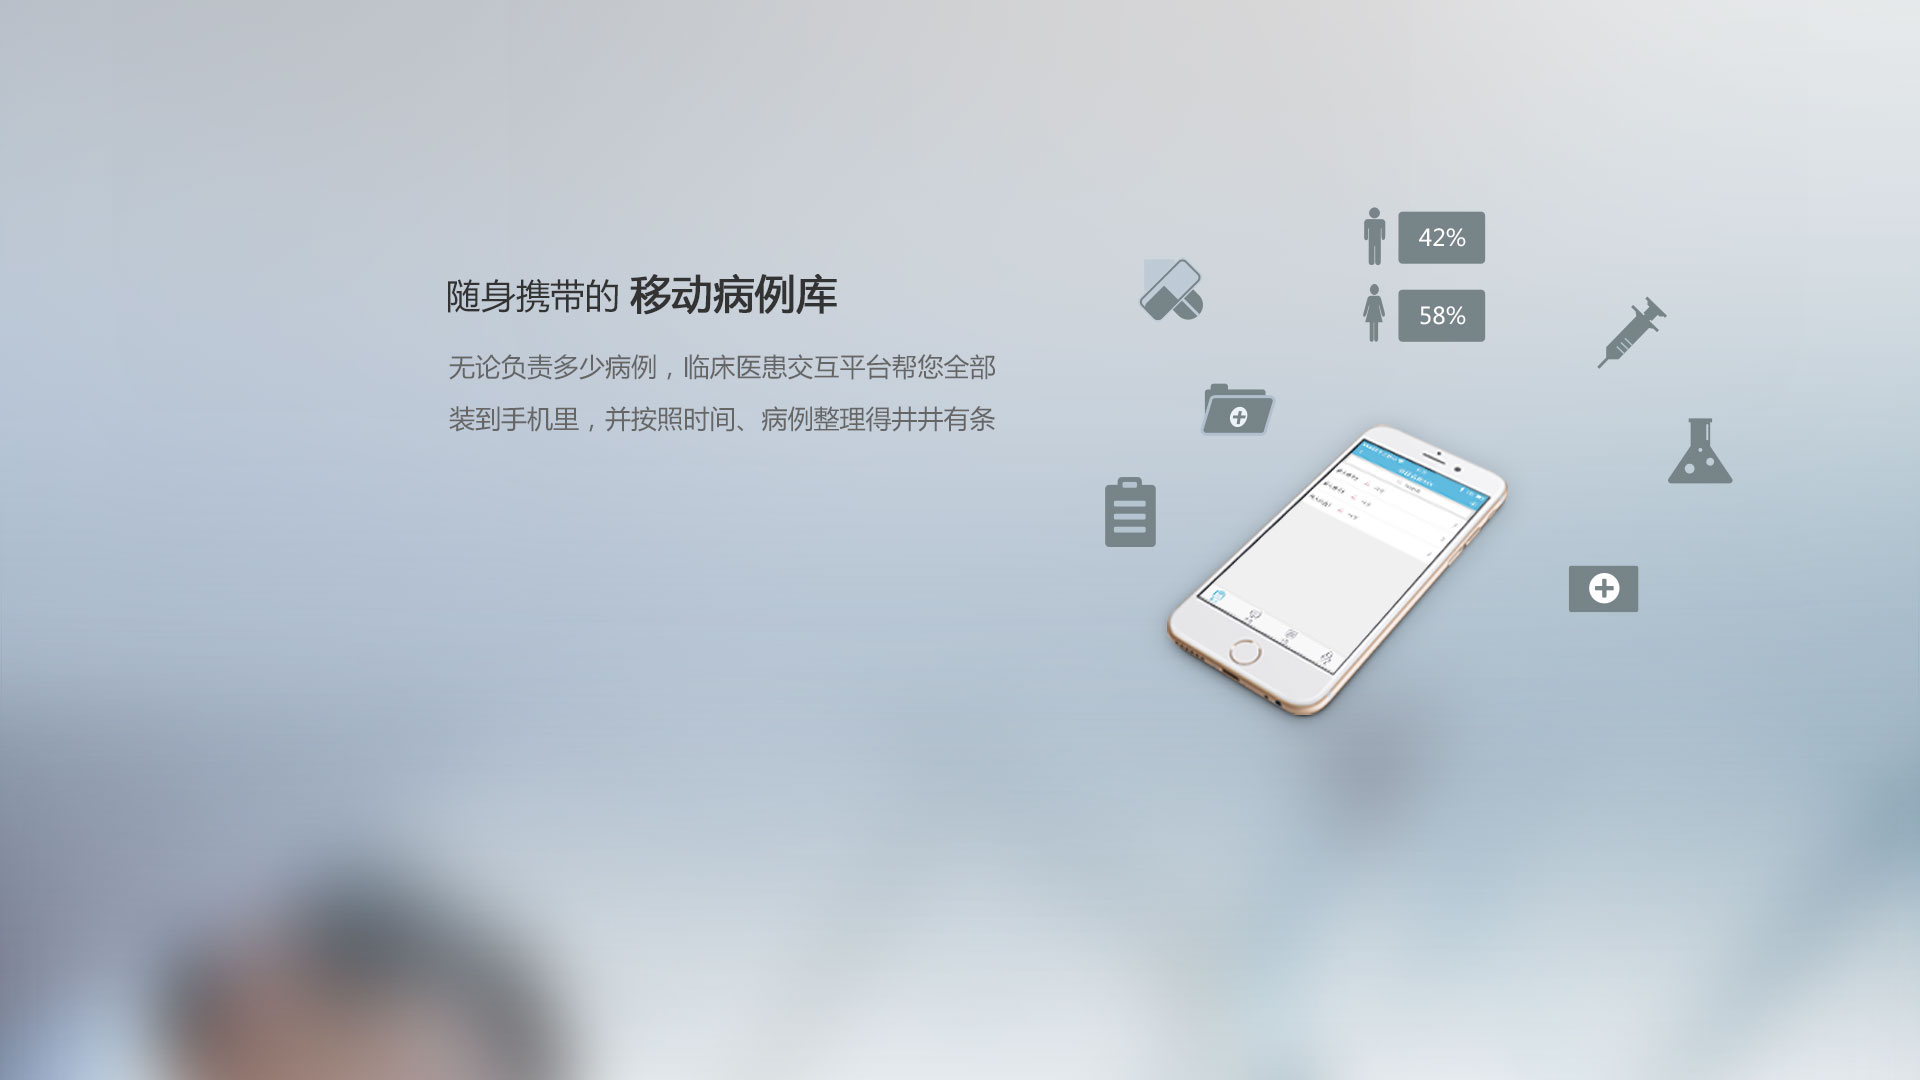 随身携带的 移动病例库
无论负责多少病例，临床医患交互平台帮您全部
装到手机里，并按照时间、病例整理得井井有条
42%
58%